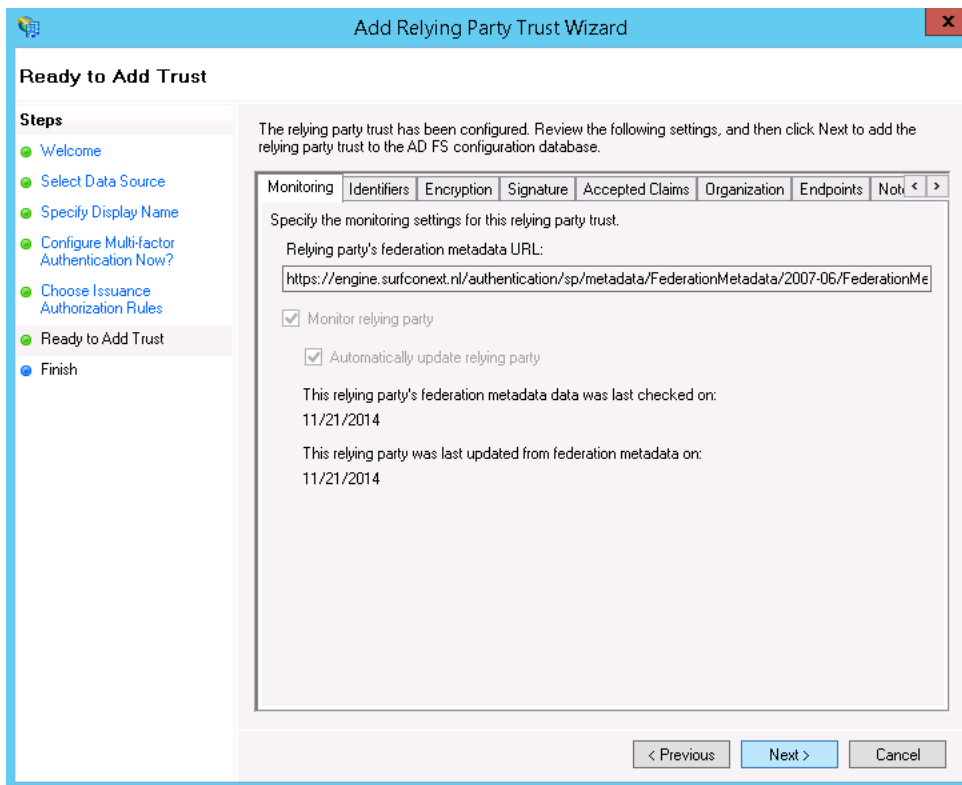 Add Relying Party Trust Wizard
x
Ready to Add Trust
Steps
Welcome
Select Data Source
Specify Display Name
Configure Multi-factor
Authentication Now?
Choose Issuance
Authorization Rules
Ready to Add Trust
Finish
The relying party trust has been configured. Review the following settings, and then click Next to add the
relying party trust to the AD FS configuration database.
Monitoring Identifiers Encryption Signature Accepted Claims Organization Endpoints Not < >
Specify the monitoring settings for this relying party trust.
Relying party's federation metadata URL:
https://engine.surfconext.nl/authentication/sp/metadata/FederationMetadata/2007-06/FederationMe
Monitor relying party
Automatically update relying party
This relying party's federation metadata data was last checked on:
11/21/2014
This relying party was last updated from federation metadata on:
11/21/2014
< Previous Next > Cancel